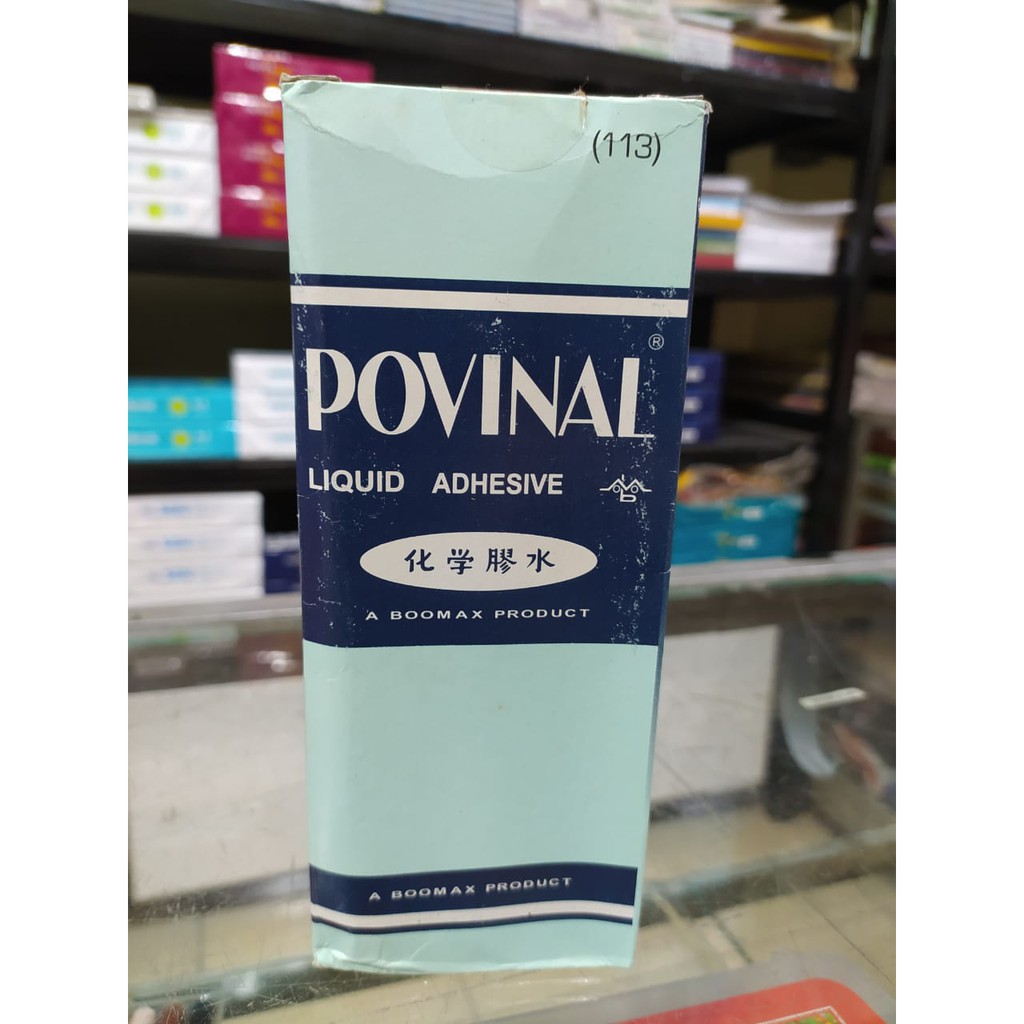 (113)
POVINAL®
LIQUID ADHESIVE
化学膠水
A BOOMAX PRODUCT
A BOOMAX PRODUCT